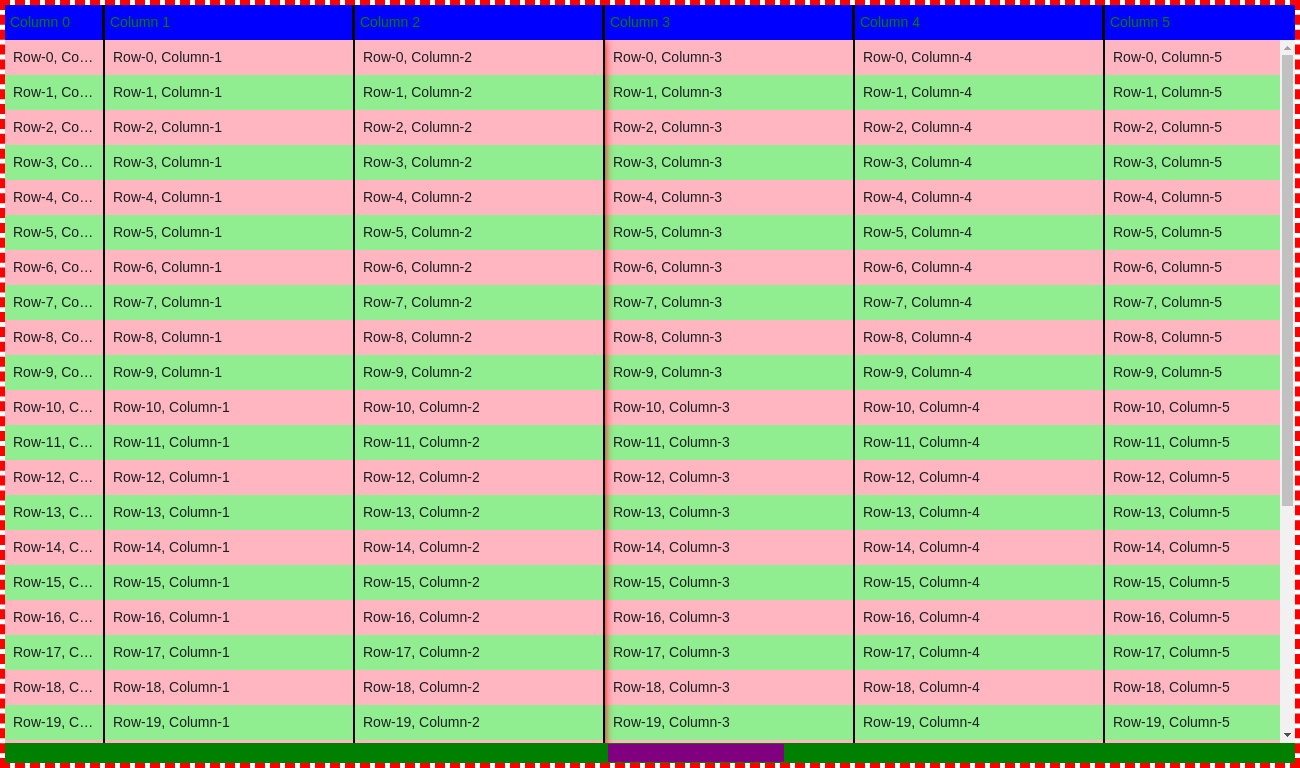 Column 0 Column 1 Column 2 Column 3 Column 4 Column 5
Row-0, Co… Row-0, Column-1 Row-0, Column-2 Row-0, Column-3 Row-0, Column-4 Row-0, Column-5
Row-1, Co… Row-1, Column-1 Row-1, Column-2 Row-1, Column-3 Row-1, Column-4 Row-1, Column-5
Row-2, Co… Row-2, Column-1 Row-2, Column-2 Row-2, Column-3 Row-2, Column-4 Row-2, Column-5
Row-3, Co… Row-3, Column-1 Row-3, Column-2 Row-3, Column-3 Row-3, Column-4 Row-3, Column-5
Row-4, Co… Row-4, Column-1 Row-4, Column-2 Row-4, Column-3 Row-4, Column-4 Row-4, Column-5
Row-5, Co… Row-5, Column-1 Row-5, Column-2 Row-5, Column-3 Row-5, Column-4 Row-5, Column-5
Row-6, Co… Row-6, Column-1 Row-6, Column-2 Row-6, Column-3 Row-6, Column-4 Row-6, Column-5
Row-7, Co… Row-7, Column-1 Row-7, Column-2 Row-7, Column-3 Row-7, Column-4 Row-7, Column-5
Row-8, Co… Row-8, Column-1 Row-8, Column-2 Row-8, Column-3 Row-8, Column-4 Row-8, Column-5
Row-9, Co… Row-9, Column-1 Row-9, Column-2 Row-9, Column-3 Row-9, Column-4 Row-9, Column-5
Row-10, C… Row-10, Column-1 Row-10, Column-2 Row-10, Column-3 Row-10, Column-4 Row-10, Column-5
Row-11, C… Row-11, Column-1 Row-11, Column-2 Row-11, Column-3 Row-11, Column-4 Row-11, Column-5
Row-12, C… Row-12, Column-1 Row-12, Column-2 Row-12, Column-3 Row-12, Column-4 Row-12, Column-5
Row-13, C… Row-13, Column-1 Row-13, Column-2 Row-13, Column-3 Row-13, Column-4 Row-13, Column-5
Row-14, C… Row-14, Column-1 Row-14, Column-2 Row-14, Column-3 Row-14, Column-4 Row-14, Column-5
Row-15, C… Row-15, Column-1 Row-15, Column-2 Row-15, Column-3 Row-15, Column-4 Row-15, Column-5
Row-16, C… Row-16, Column-1 Row-16, Column-2 Row-16, Column-3 Row-16, Column-4 Row-16, Column-5
Row-17, C… Row-17, Column-1 Row-17, Column-2 Row-17, Column-3 Row-17, Column-4 Row-17, Column-5
Row-18, C… Row-18, Column-1 Row-18, Column-2 Row-18, Column-3 Row-18, Column-4 Row-18, Column-5
Row-19, C… Row-19, Column-1 Row-19, Column-2 Row-19, Column-3 Row-19, Column-4 Row-19, Column-5